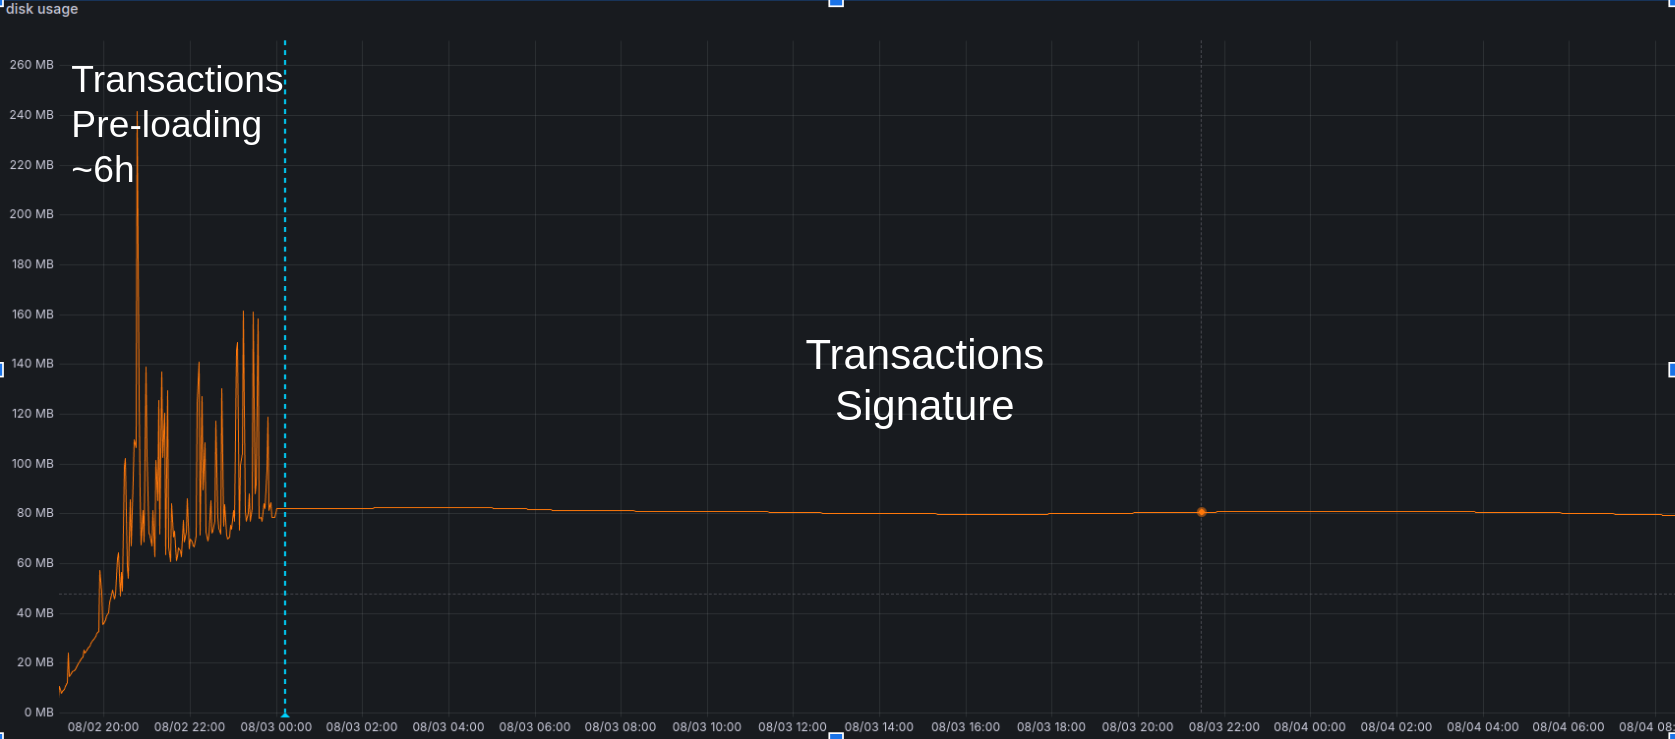 disk usage
260 MB
240 MB
220 MB
200 MB
180 MB
160 MB
140 MB
120 MB
100 MB
80 MB
60 MB
40 MB
20 MB
0 MB
Transactions
Pre-loading
~6h
Transactions
Signature
08/02 20:00 08/02 22:00 08/03 00:00 08/03 02:00 08/03 04:00 08/03 06:00 08/03 08:00 08/03 10:00 08/03 12:00 08/03 14:00 08/03 16:00 08/03 18:00 08/03 20:00 08/03 22:00 08/04 00:00 08/04 02:00 08/04 04:00 08/04 06:00 08/04